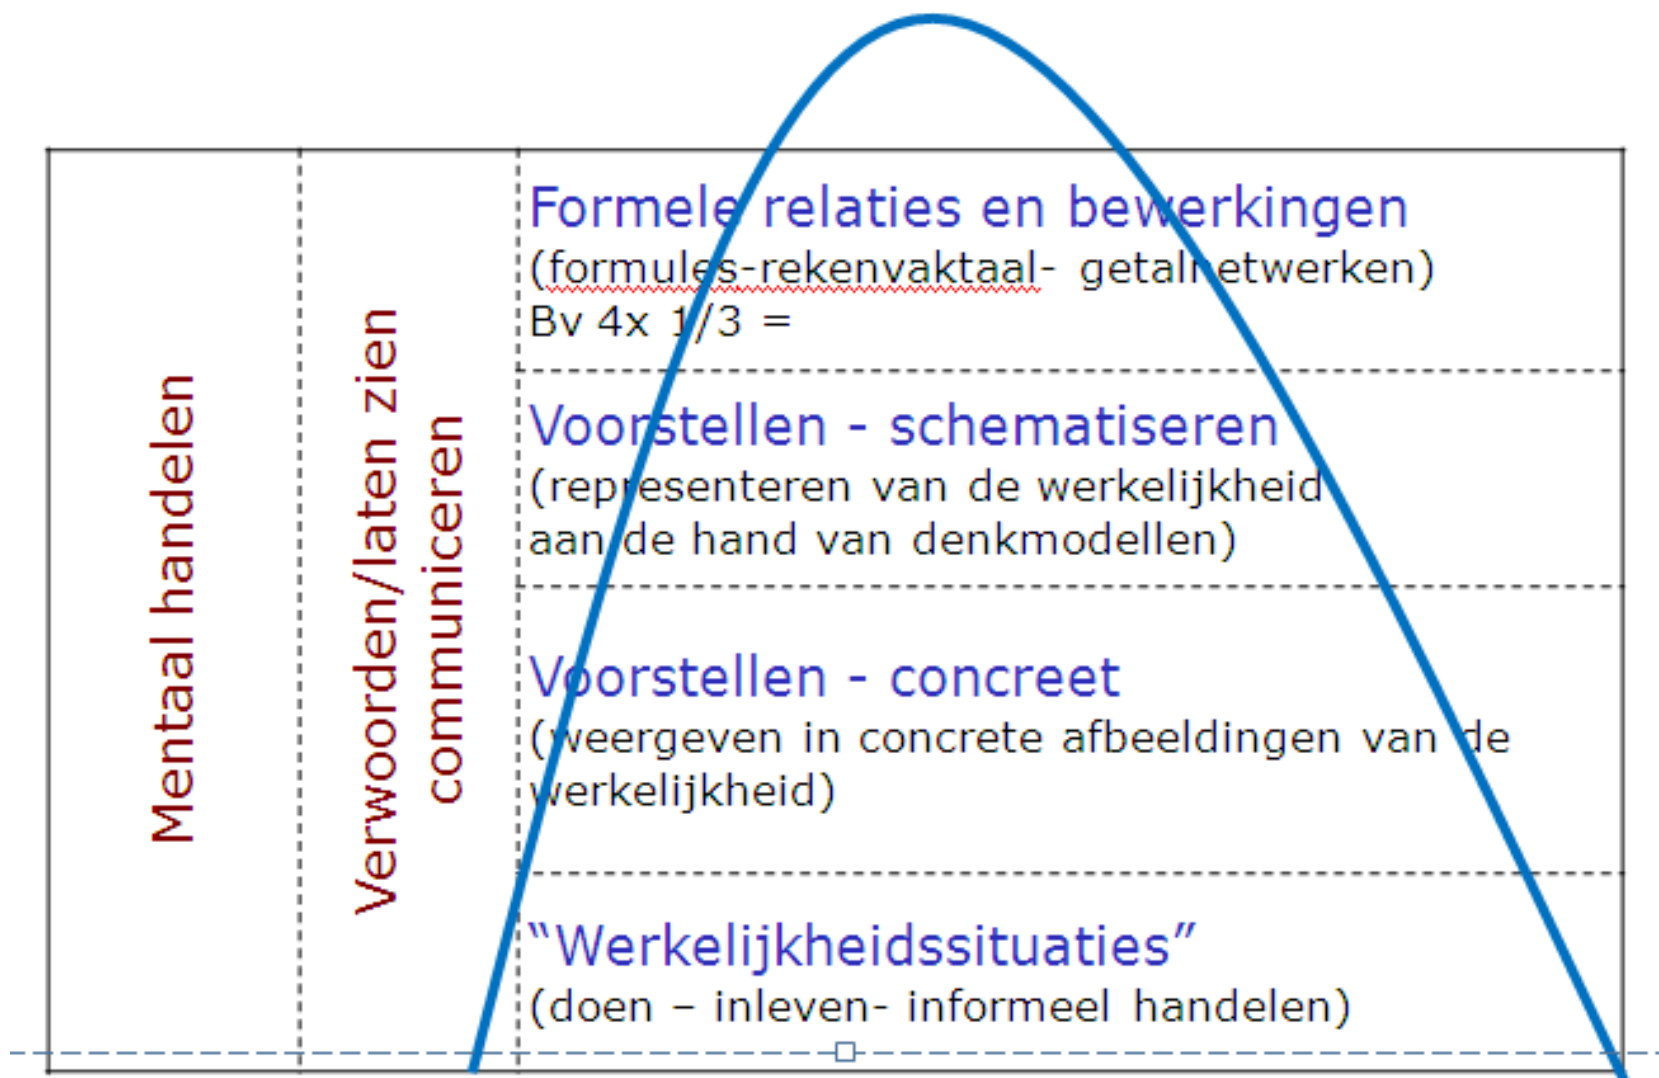 Mentaal handelen
Verwoorden/laten zien
communiceren
Formele relaties en bewerkingen
(formules-rekenvaktaal- getalnetwerken)
Bv 4x 1/3 =
Voorstellen - schematiseren
(representeren van de werkelijkheid
aan de hand van denkmodellen)
Voorstellen - concreet
(weergeven in concrete afbeeldingen van de
werkelijkheid)
“Werkelijkheidssituaties”
(doen – inleven- informeel handelen)